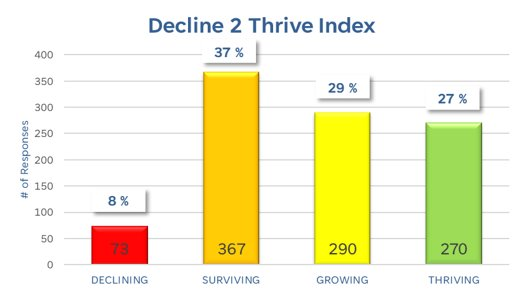 Decline 2 Thrive Index
# of Responses
400
350
300
250
200
150
100
50
0
8 %
37 %
29 %
27 %
73
367
290
270
DECLINING
SURVIVING
GROWING
THRIVING